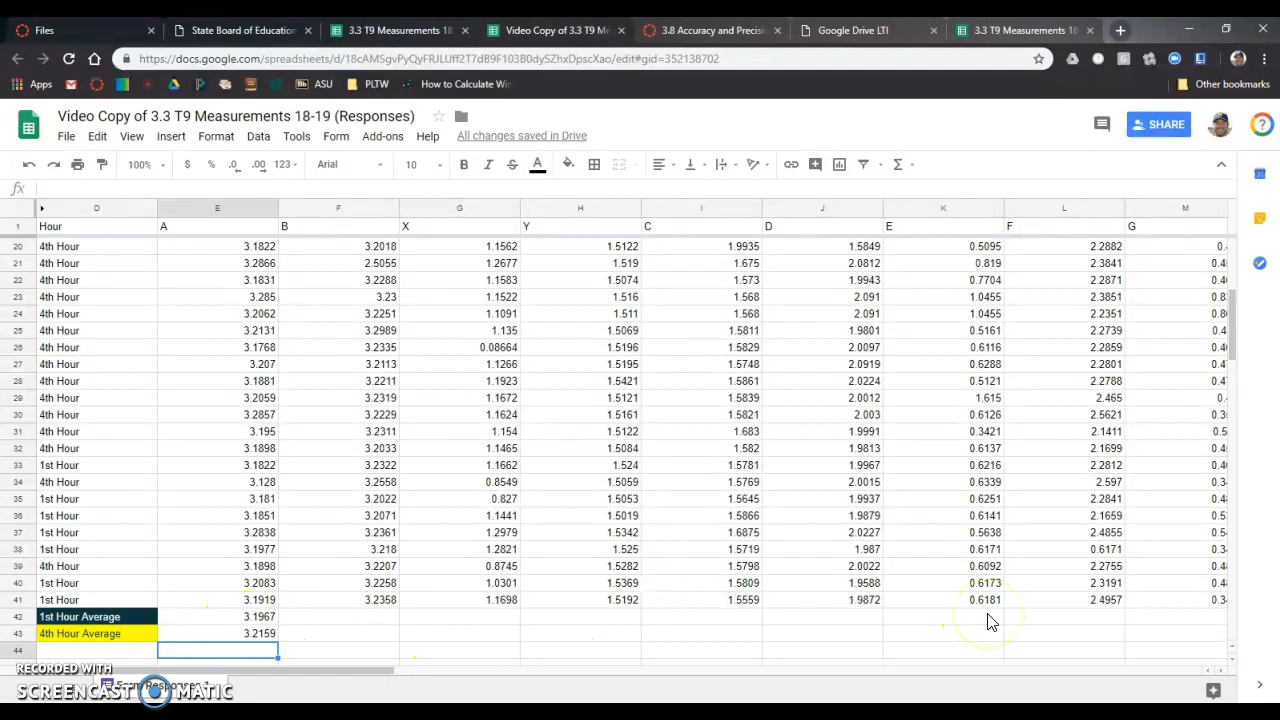 Files
State Board of Education
3.3 T9 Measurements 18-
Video Copy of 3.3 T9 Me
3.8 Accuracy and Precisi
Google Drive LTI
3.3 T9 Measurements 18-
https://docs.google.com/spreadsheets/d/18cAMSgvPyQyFRJLUff2T7dB9F103B0dySZhxDpscXao/edit#gid=352138702
Apps
ASU
PLTW
How to Calculate Wi
Other bookmarks
Video Copy of 3.3 T9 Measurements 18-19 (Responses)
File Edit View Insert Format Data Tools Form Add-ons Help All changes saved in Drive
SHARE
100% $ % .0 .00 123 Arial 10 B I S A Σ
fx
D E F G H I J K L M
1 Hour A B X Y C D E F G
20 4th Hour 3.1822 3.2018 1.1562 1.5122 1.9935 1.5849 0.5095 2.2882
21 4th Hour 3.2866 2.5055 1.2677 1.519 1.675 2.0812 0.819 2.3841
22 4th Hour 3.1831 3.2288 1.1583 1.5074 1.573 1.9943 0.7704 2.2871
23 4th Hour 3.285 3.23 1.1522 1.516 1.568 2.091 1.0455 2.3851
24 4th Hour 3.2062 3.2251 1.1091 1.511 1.568 2.091 1.0455 2.2351
25 4th Hour 3.2131 3.2989 1.135 1.5069 1.5811 1.9801 0.5161 2.2739
26 4th Hour 3.1768 3.2335 0.08664 1.5196 1.5829 2.0097 0.6116 2.2859
27 4th Hour 3.207 3.2113 1.1266 1.5195 1.5748 2.0919 0.6288 2.2801
28 4th Hour 3.1881 3.2211 1.1923 1.5421 1.5861 2.0224 0.5121 2.2788
29 4th Hour 3.2059 3.2319 1.1672 1.5121 1.5839 2.0012 1.615 2.465
30 4th Hour 3.2857 3.2229 1.1624 1.5161 1.5821 2.003 0.6126 2.5621
31 4th Hour 3.195 3.2311 1.154 1.5122 1.683 1.9991 0.3421 2.1411
32 4th Hour 3.1898 3.2033 1.1465 1.5084 1.582 1.9813 0.6137 2.1699
33 1st Hour 3.1822 3.2322 1.1662 1.524 1.5781 1.9967 0.6216 2.2812
34 4th Hour 3.128 3.2558 0.8549 1.5059 1.5769 2.0015 0.6339 2.597
35 1st Hour 3.181 3.2022 0.827 1.5053 1.5645 1.9937 0.6251 2.2841
36 1st Hour 3.1851 3.2071 1.1441 1.5019 1.5866 1.9879 0.6141 2.1659
37 1st Hour 3.2838 3.2361 1.2979 1.5342 1.6875 2.0227 0.5638 2.4855
38 1st Hour 3.1977 3.218 1.2821 1.525 1.5719 1.987 0.6171 0.6171
39 4th Hour 3.1898 3.2207 0.8745 1.5282 1.5798 2.0022 0.6092 2.2755
40 1st Hour 3.2083 3.2258 1.0301 1.5369 1.5809 1.9588 0.6173 2.3191
41 1st Hour 3.1919 3.2358 1.1698 1.5192 1.5559 1.9872 0.6181 2.4957
42 1st Hour Average 3.1967
43 4th Hour Average 3.2159
44
RECORDED WITH
SCREENCAST MATIC